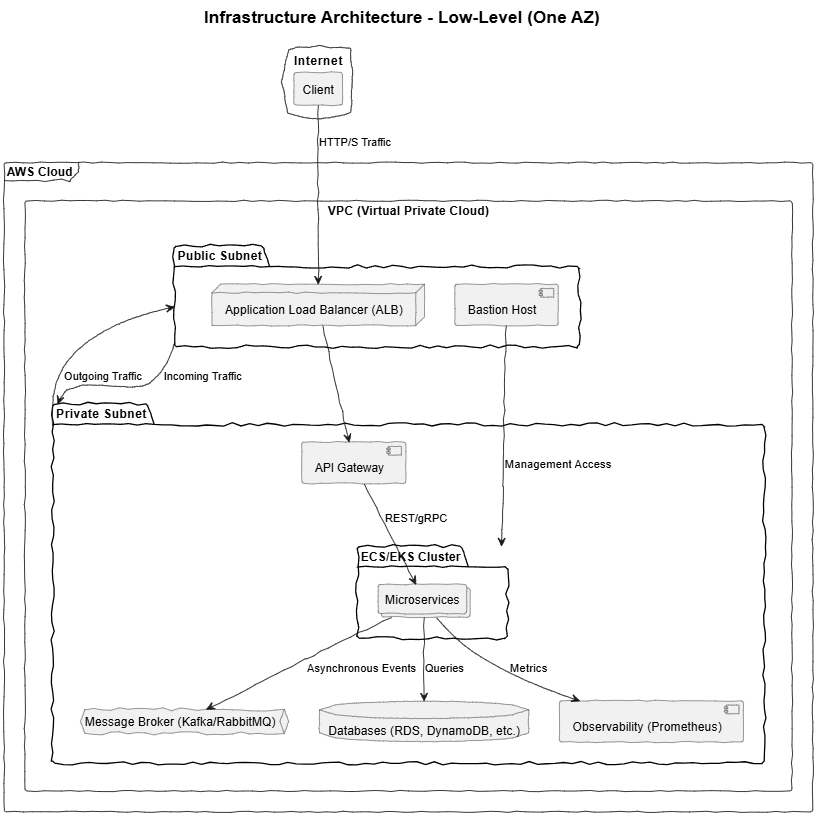 Infrastructure Architecture - Low-Level (One AZ)
Internet
Client
HTTP/S Traffic
AWS Cloud
VPC (Virtual Private Cloud)
Public Subnet
Application Load Balancer (ALB)
Bastion Host
Outgoing Traffic
Incoming Traffic
Private Subnet
API Gateway
Management Access
REST/gRPC
ECS/EKS Cluster
Microservices
Asynchronous Events
Queries
Metrics
Message Broker (Kafka/RabbitMQ)
Databases (RDS, DynamoDB, etc.)
Observability (Prometheus)